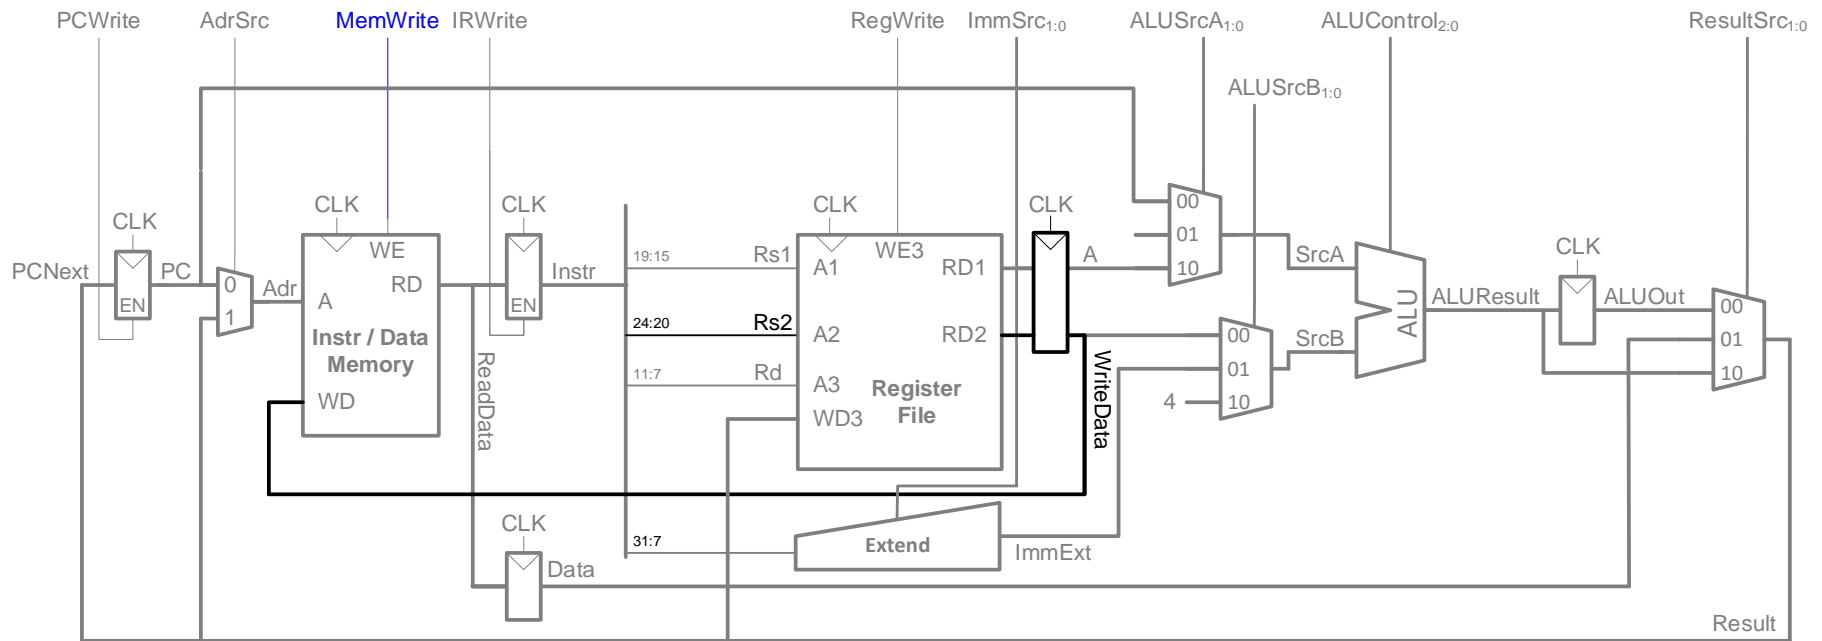 PCWrite
AdrSrc
MemWrite
IRWrite
RegWrite
ImmSrc1:0
ALUSrcA1:0
ALUControl2:0
ResultSrc1:0
ALUSrcB1:0
CLK
CLK
CLK
CLK
CLK
CLK
PCNext
EN
PC
0
1
Adr
WE
RD
A
Instr / Data
Memory
WD
EN
Instr
ReadData
19:15
Rs1
24:20
Rs2
11:7
Rd
31:7
A1
A2
A3
WD3
WE3
RD1
RD2
Register
File
A
WriteData
00
01
10
00
01
10
4
SrcA
SrcB
ALU
ALUResult
ALUOut
00
01
10
CLK
Data
Extend
ImmExt
Result